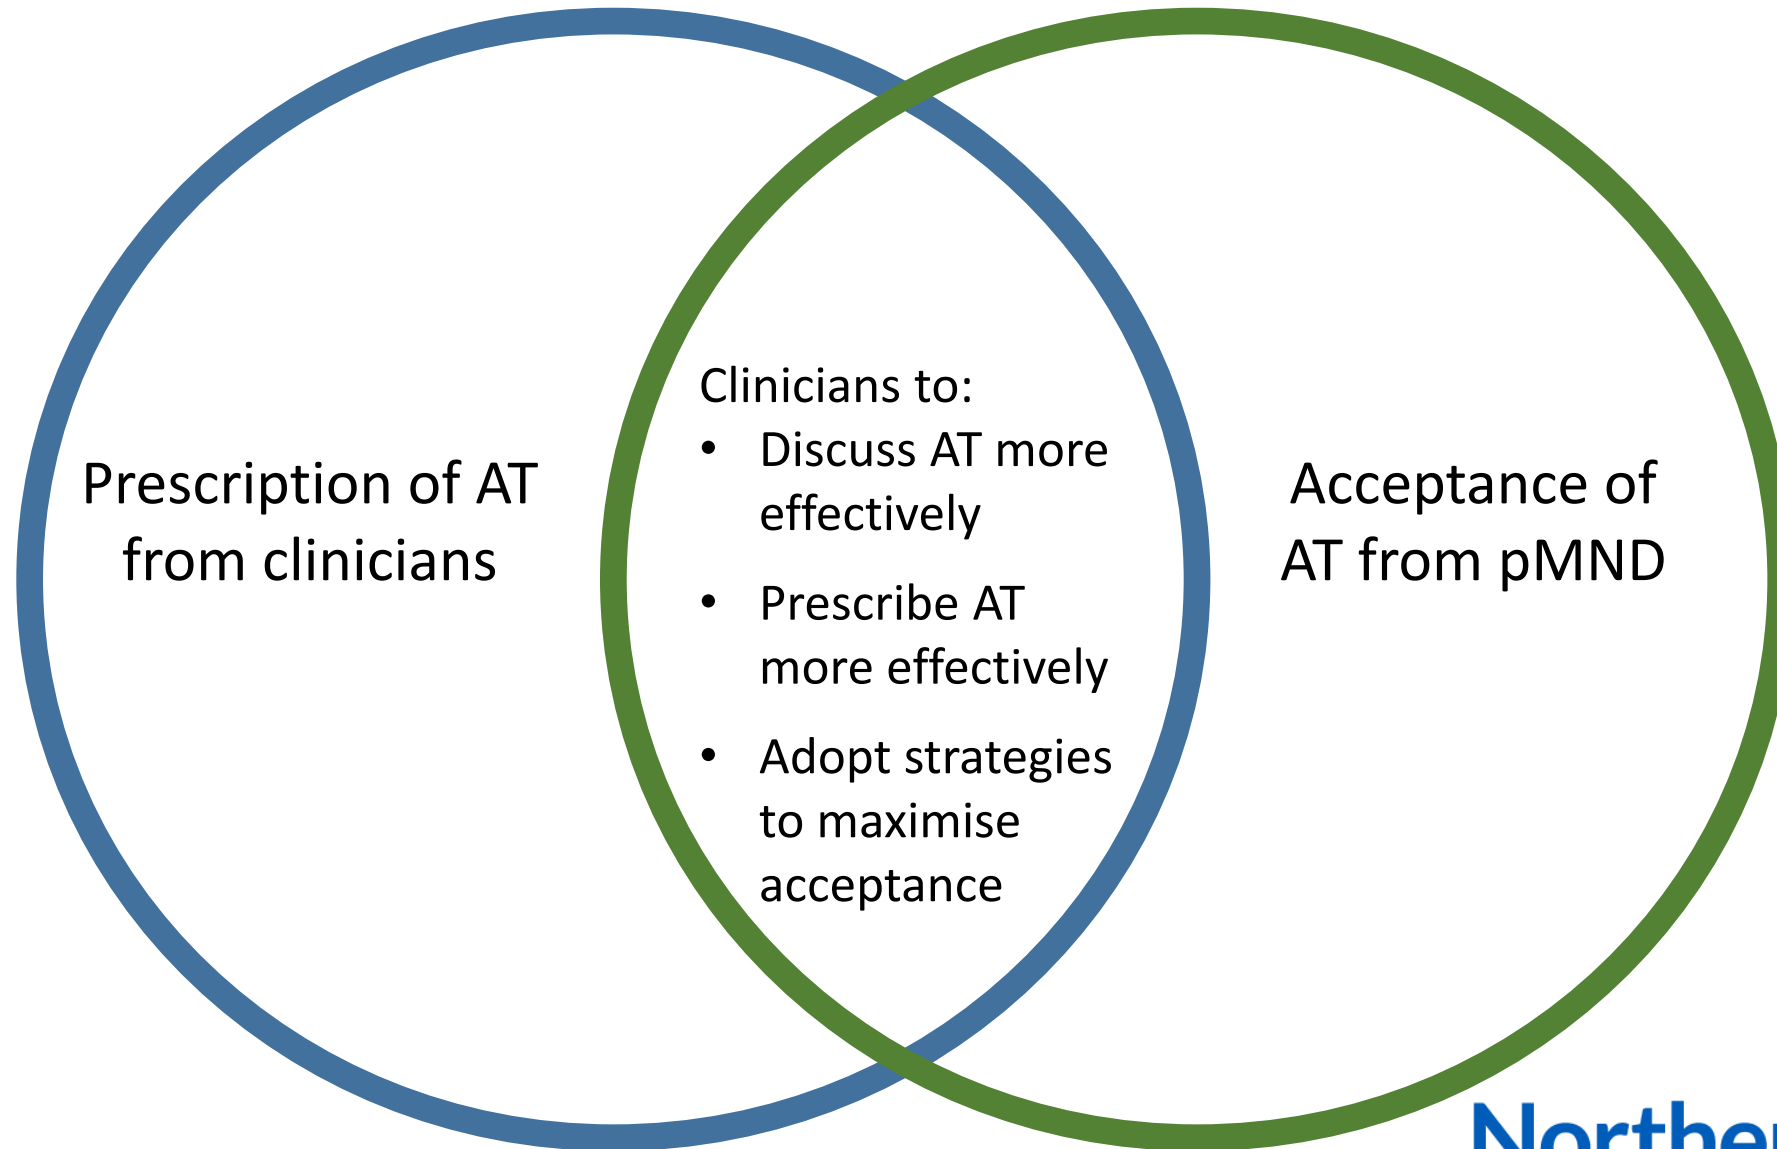 Prescription of AT
from clinicians
Clinicians to:
• Discuss AT more
effectively
• Prescribe AT
more effectively
• Adopt strategies
to maximise
acceptance
Acceptance of
AT from pMND